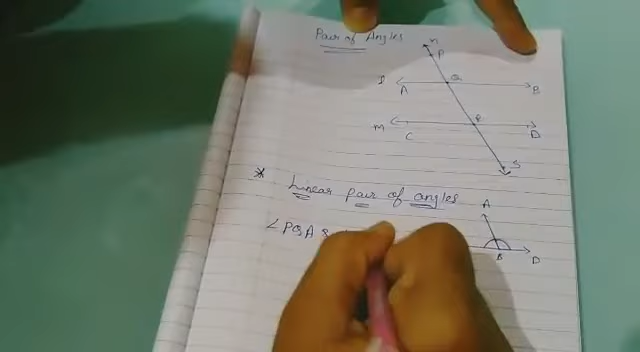 Pair of Angles
n
P
l A Q B
M C R D
S
* Linear pair of angles
A
∠PQA &
B D